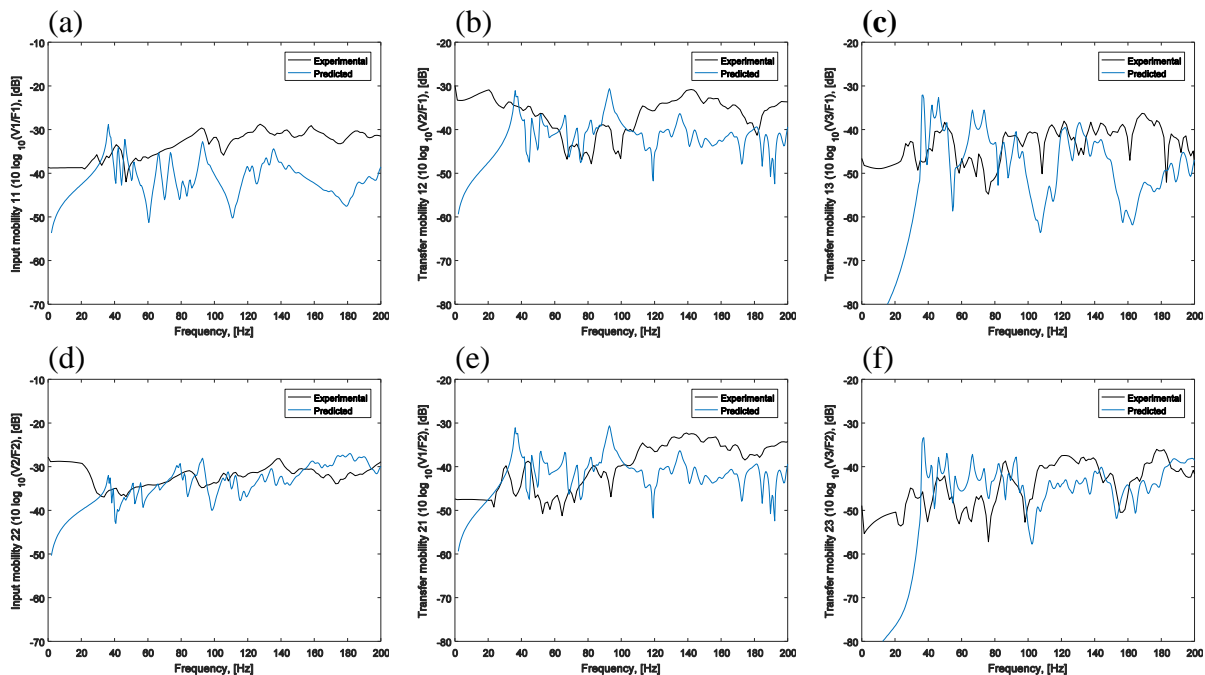 (a)
-10
-20
-30
-40
-50
-60
-70
Input mobility 11 (10 log 10(V1/F1), [dB]
Experimental
Predicted
0 20 40 60 80 100 120 140 160 180 200
Frequency, [Hz]
(b)
-20
-30
-40
-50
-60
-70
-80
Transfer mobility 12 (10 log 10(V2/F1), [dB]
Experimental
Predicted
0 20 40 60 80 100 120 140 160 180 200
Frequency, [Hz]
(c)
-20
-30
-40
-50
-60
-70
-80
Transfer mobility 13 (10 log 10(V3/F1), [dB]
Experimental
Predicted
0 20 40 60 80 100 120 140 160 180 200
Frequency, [Hz]
(d)
-10
-20
-30
-40
-50
-60
-70
Input mobility 22 (10 log 10(V2/F2), [dB]
Experimental
Predicted
0 20 40 60 80 100 120 140 160 180 200
Frequency, [Hz]
(e)
-20
-30
-40
-50
-60
-70
-80
Transfer mobility 21 (10 log 10(V1/F2), [dB]
Experimental
Predicted
0 20 40 60 80 100 120 140 160 180 200
Frequency, [Hz]
(f)
-20
-30
-40
-50
-60
-70
-80
Transfer mobility 23 (10 log 10(V3/F2), [dB]
Experimental
Predicted
0 20 40 60 80 100 120 140 160 180 200
Frequency, [Hz]